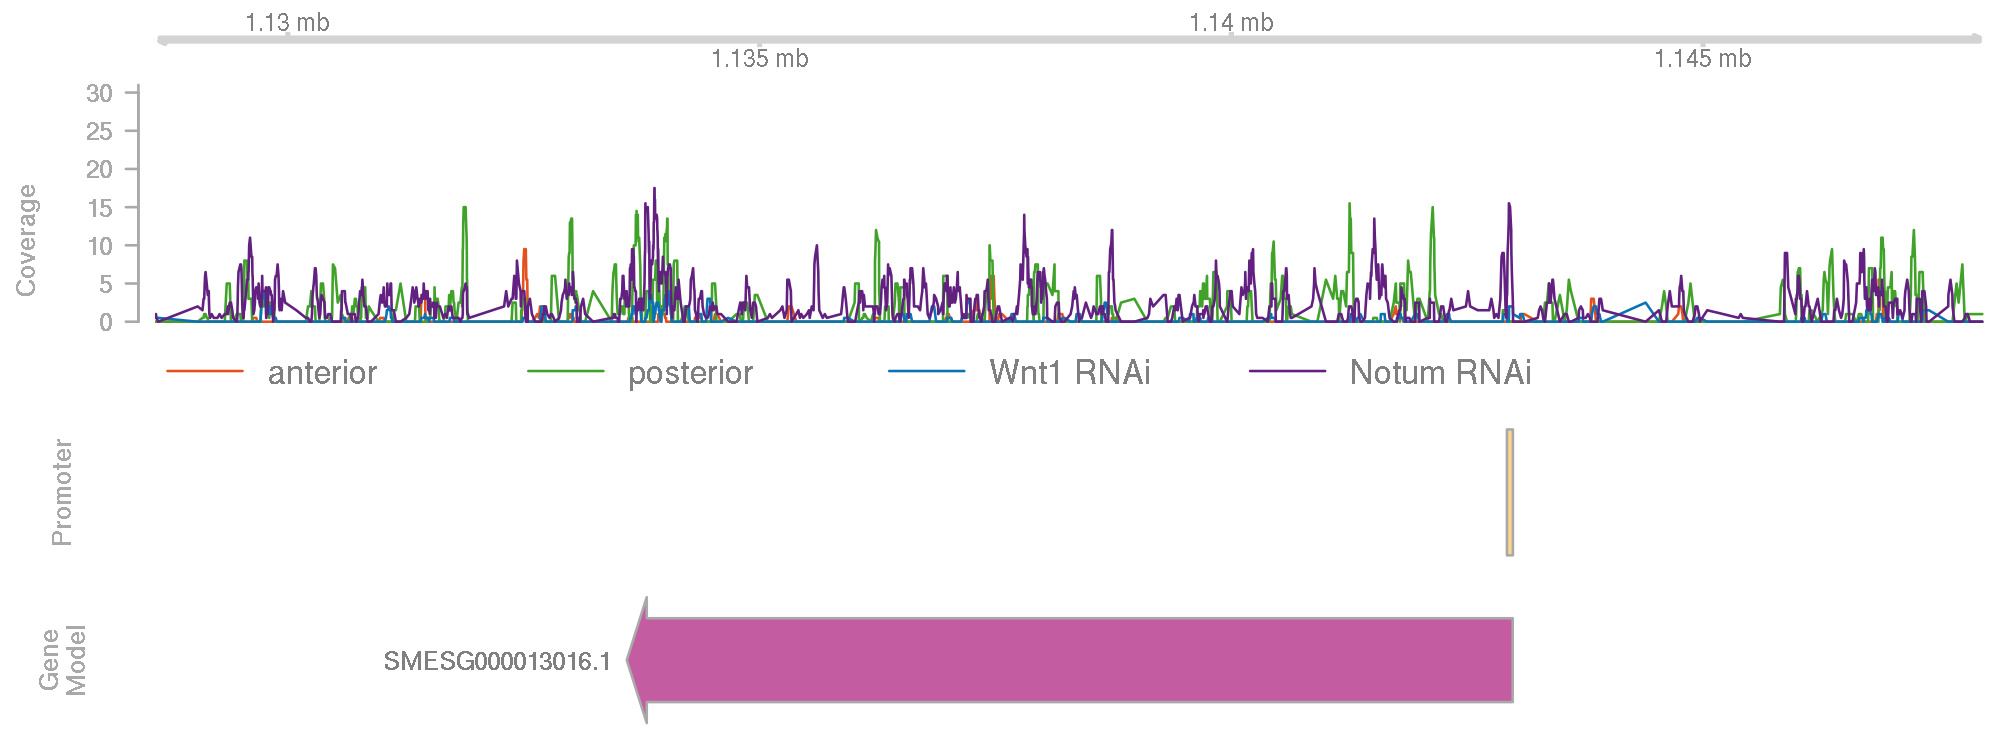 1.13 mb
1.14 mb
1.135 mb
1.145 mb
Coverage
30
25
20
15
10
5
0
anterior
posterior
Wnt1 RNAi
Notum RNAi
Promoter
Gene
Model
SMESG000013016.1